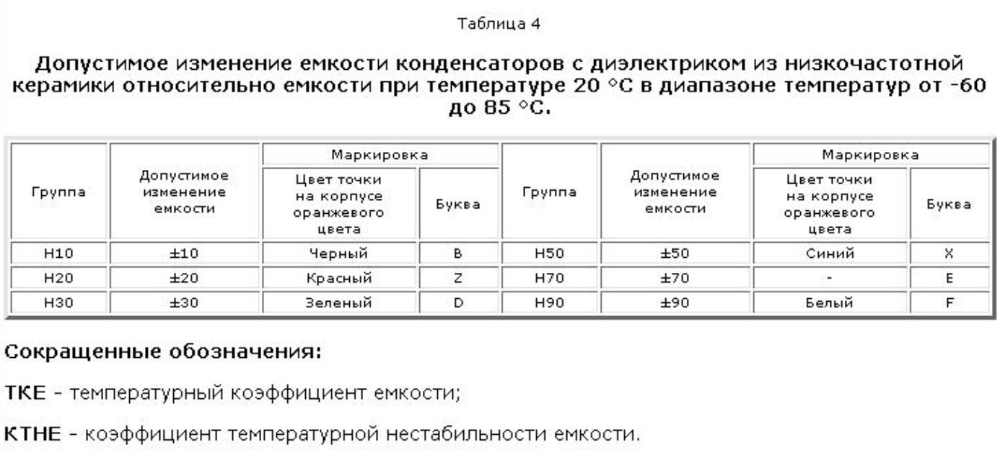 Таблица 4
Допустимое изменение емкости конденсаторов с диэлектриком из низкочастотной
керамики относительно емкости при температуре 20 °С в диапазоне температур от -60
до 85 °С.
Группа Допустимое изменение емкости Маркировка Группа Допустимое изменение емкости Маркировка
Цвет точки на корпусе оранжевого цвета Буква Цвет точки на корпусе оранжевого цвета Буква
Н10 ±10 Черный B Н50 ±50 Синий X
Н20 ±20 Красный Z Н70 ±70 - E
Н30 ±30 Зеленый D Н90 ±90 Белый F
Сокращенные обозначения:
ТКЕ – температурный коэффициент емкости;
КТНЕ – коэффициент температурной нестабильности емкости.